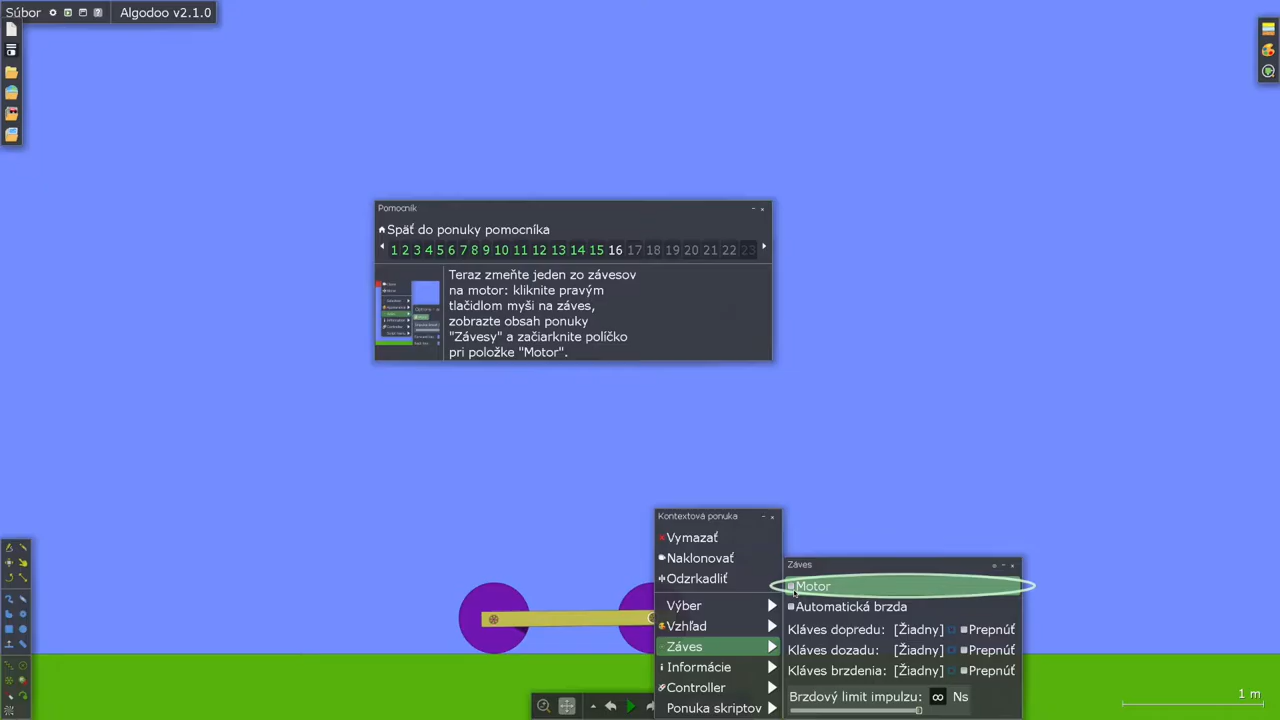 Súbor Algodoo v2.1.0
Pomocník
Späť do ponuky pomocníka
1 2 3 4 5 6 7 8 9 10 11 12 13 14 15 16 17 18 19 20 21 22 23
Teraz zmeňte jeden zo závesov
na motor: kliknite pravým
tlačidlom myši na záves,
zobrazte obsah ponuky
"Závesy" a začiarknite políčko
pri položke "Motor".
Kontextová ponuka
Vymazať
Naklonovať
Odzrkadliť
Výber
Vzhľad
Záves
Informácie
Controller
Ponuka skriptov
Záves
Motor
Automatická brzda
Kláves dopredu: [Žiadny] Prepnúť
Kláves dozadu: [Žiadny] Prepnúť
Kláves brzdenia: [Žiadny] Prepnúť
Brzdový limit impulzu: ∞ Ns
1 m